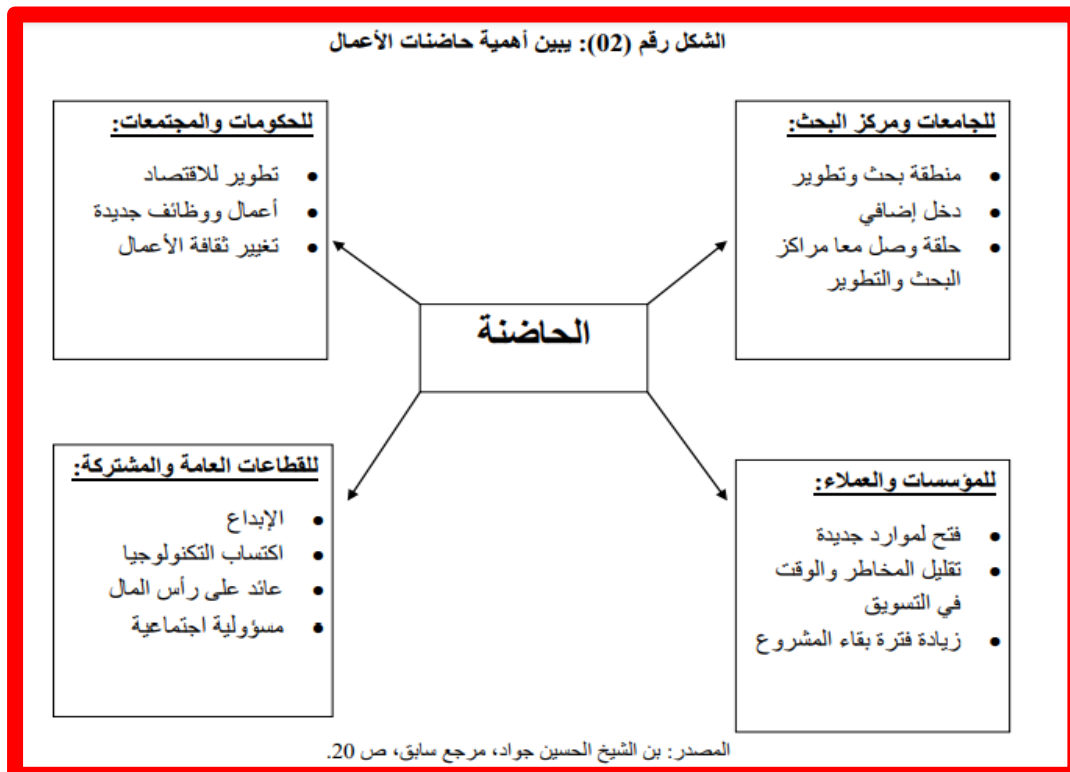 الشكل رقم (02): يبين أهمية حاضنات الأعمال
للجامعات ومركز البحث:
• منطقة بحث وتطوير
• دخل إضافي
• حلقة وصل معا مراكز
البحث والتطوير
للحكومات والمجتمعات:
• تطوير للاقتصاد
• أعمال ووظائف جديدة
• تغيير ثقافة الأعمال
الحاضنة
للمؤسسات والعملاء:
• فتح لموارد جديدة
• تقليل المخاطر والوقت
في التسويق
• زيادة فترة بقاء المشروع
للقطاعات العامة والمشتركة:
• الإبداع
• اكتساب التكنولوجيا
• عائد على رأس المال
• مسؤولية اجتماعية
المصدر: بن الشيخ الحسين جواد، مرجع سابق، ص 20.